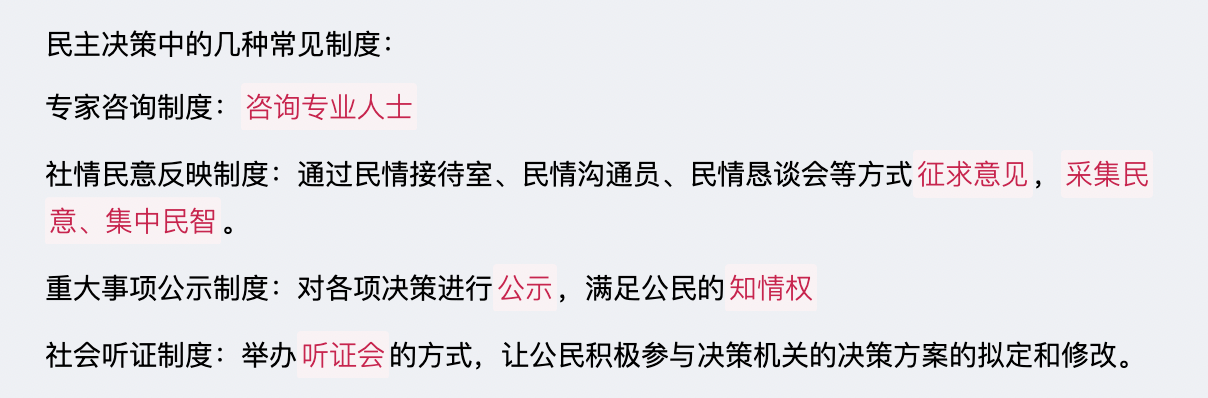 民主决策中的几种常见制度：
专家咨询制度：咨询专业人士
社情民意反映制度：通过民情接待室、民情沟通员、民情恳谈会等方式征求意见，采集民
意、集中民智。
重大事项公示制度：对各项决策进行公示，满足公民的知情权
社会听证制度：举办听证会的方式，让公民积极参与决策机关的决策方案的拟定和修改。